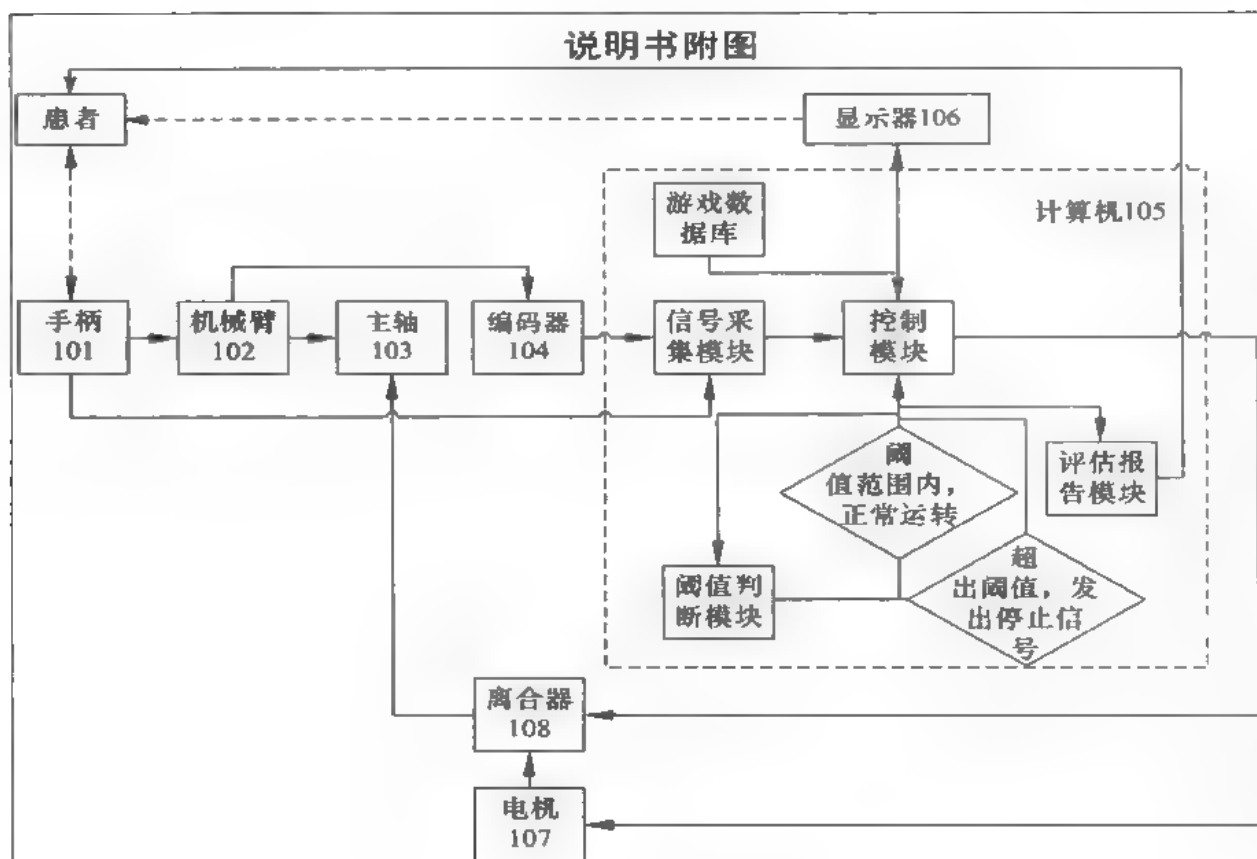 说明书附图
患者
显示器106
游戏数
据库
计算机105
手柄
101
机械臂
102
主轴
103
编码器
104
信号采
集模块
控制
模块
阈
值范围内，
正常运转
评估报
告模块
阈值判
断模块
超
出阈值，发
出停止信
号
离合器
108
电机
107